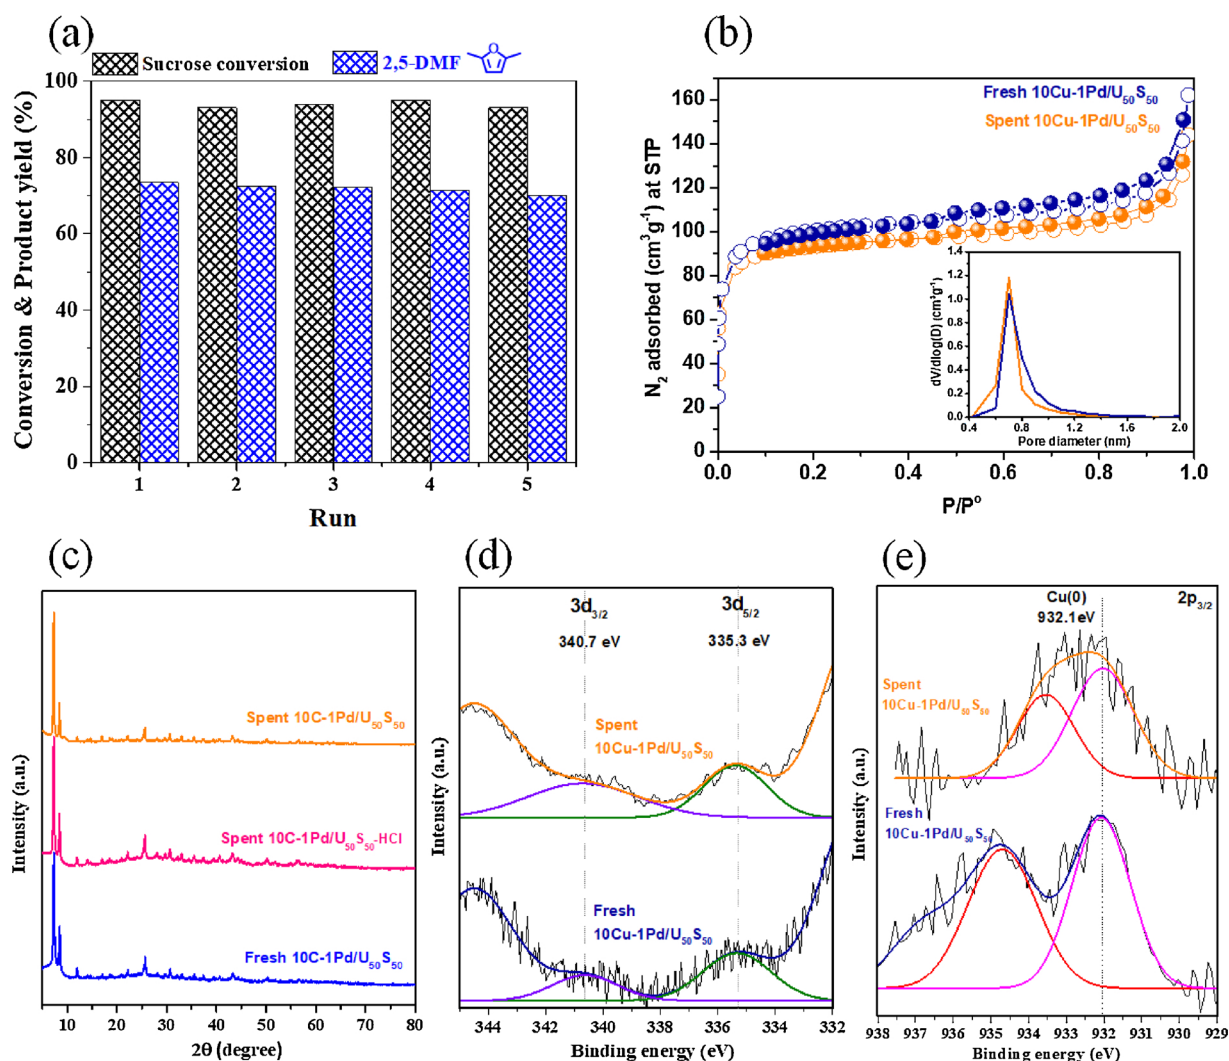 (a)
Sucrose conversion
2,5-DMF
O
Conversion & Product yield (%)
100
80
60
40
20
0
1 2 3 4 5
Run
(b)
Fresh 10Cu-1Pd/U50S50
Spent 10Cu-1Pd/U50S50
N2 adsorbed (cm3g-1) at STP
160
140
120
100
80
60
40
20
0
0.0 0.2 0.4 0.6 0.8 1.0
P/Po
dV/dlog(D) (cm3g-1)
1.4
1.2
1.0
0.8
0.6
0.4
0.2
0.0
0.4 0.8 1.2 1.6 2.0
Pore diameter (nm)
(c)
Spent 10C-1Pd/U50S50
Spent 10C-1Pd/U50S50-HCl
Fresh 10C-1Pd/U50S50
Intensity (a.u.)
10 20 30 40 50 60 70 80
2θ (degree)
(d)
3d3/2
340.7 eV
3d5/2
335.3 eV
Spent
10Cu-1Pd/U50S50
Fresh
10Cu-1Pd/U50S50
Intensity (a.u.)
344 342 340 338 336 334 332
Binding energy (eV)
(e)
Cu(0)
932.1eV
2p3/2
Spent
10Cu-1Pd/U50S50
Fresh
10Cu-1Pd/U50S50
Intensity (a.u.)
938 937 936 935 934 933 932 931 930 929
Binding energy (eV)